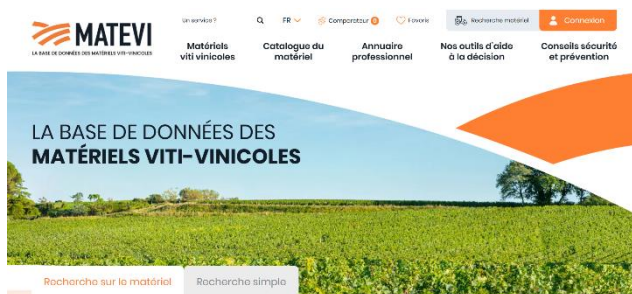 MATEVI
LA BASE DE DONNÉES DES MATÉRIELS VITI-VINICOLES
Un service ?
FR
Comparateur 0
Favoris
Recherche matériel
Connexion
Matériels
viti vinicoles
Catalogue du
matériel
Annuaire
professionnel
Nos outils d'aide
à la décision
Conseils sécurité
et prévention
LA BASE DE DONNÉES DES
MATÉRIELS VITI-VINICOLES
Recherche sur le matériel
Recherche simple